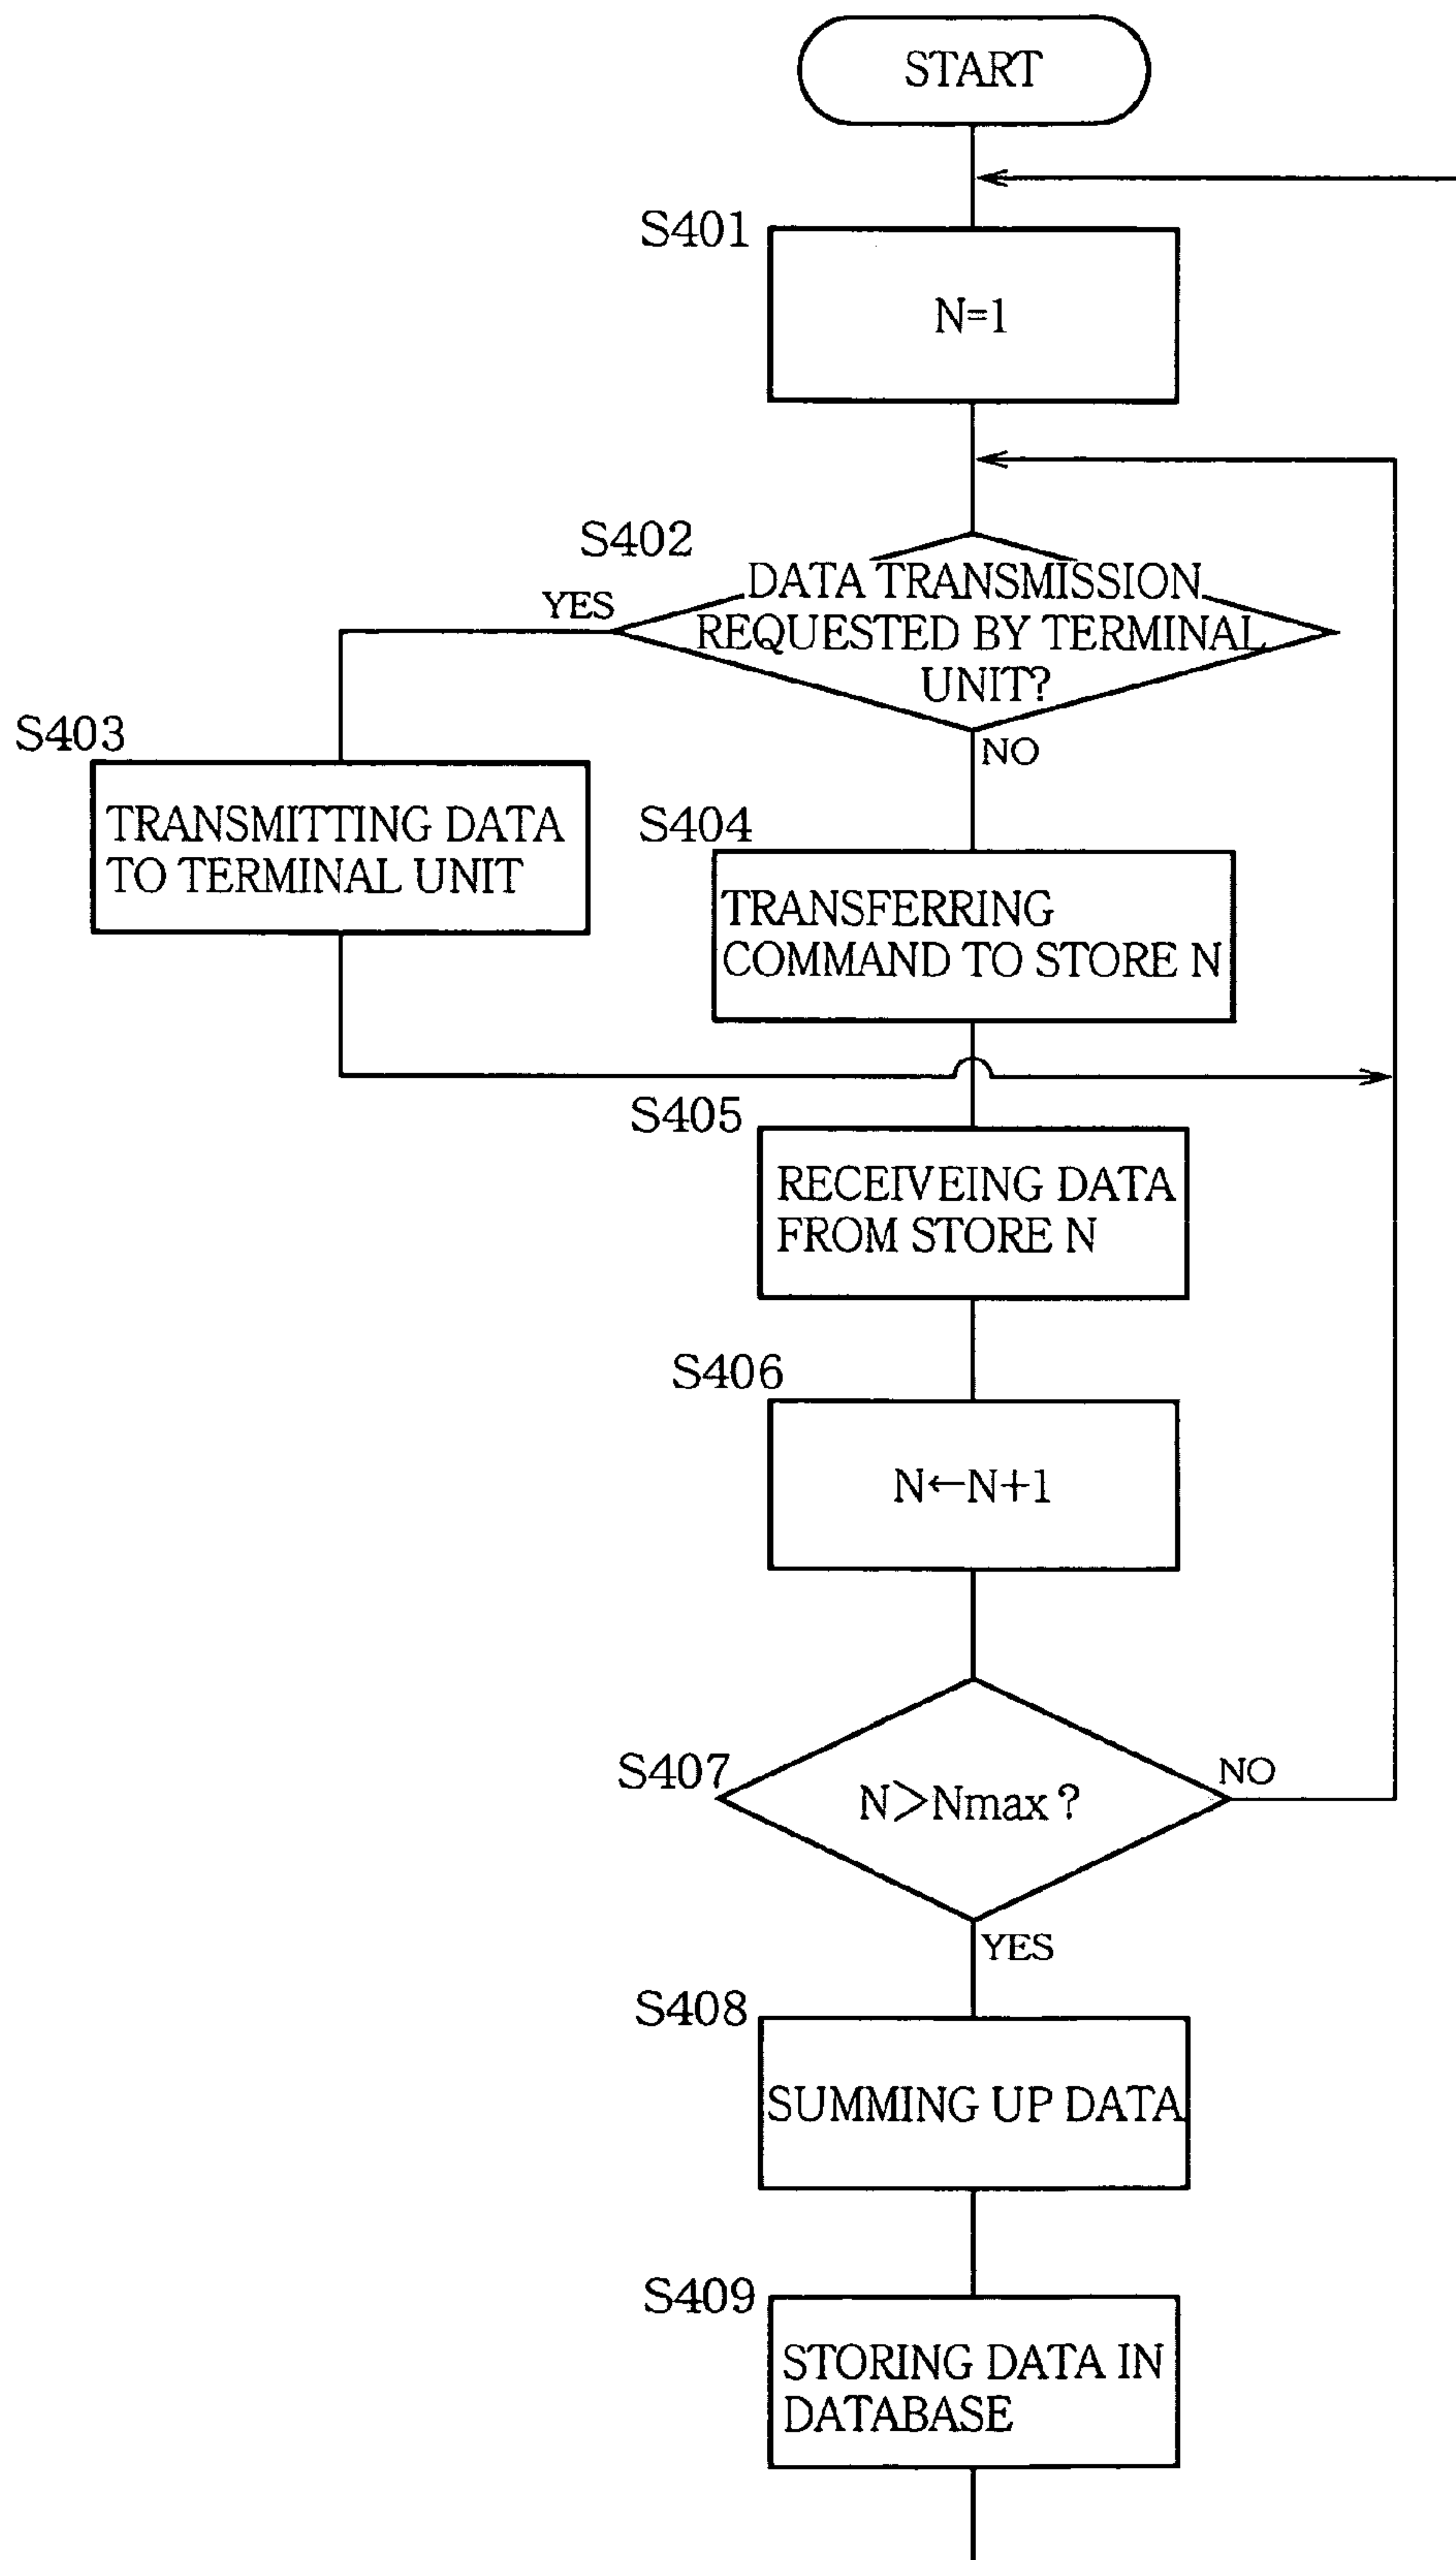 START
S401
N=1
S402
DATA TRANSMISSION
REQUESTED BY TERMINAL
UNIT?
YES
NO
S403
TRANSMITTING DATA
TO TERMINAL UNIT
S404
TRANSFERRING
COMMAND TO STORE N
S405
RECEIVEING DATA
FROM STORE N
S406
N←N+1
S407
N>Nmax?
NO
YES
S408
SUMMING UP DATA
S409
STORING DATA IN
DATABASE